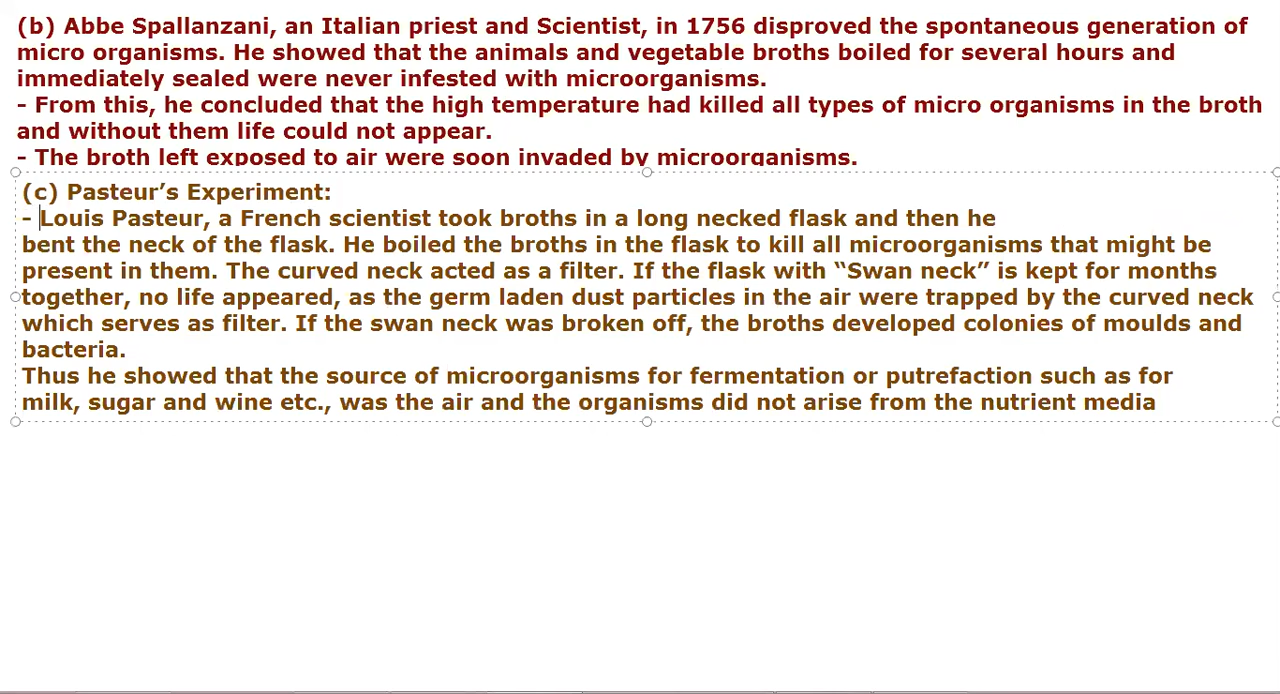 (b) Abbe Spallanzani, an Italian priest and Scientist, in 1756 disproved the spontaneous generation of
micro organisms. He showed that the animals and vegetable broths boiled for several hours and
immediately sealed were never infested with microorganisms.
- From this, he concluded that the high temperature had killed all types of micro organisms in the broth
and without them life could not appear.
- The broth left exposed to air were soon invaded by microorganisms.
(c) Pasteur’s Experiment:
- Louis Pasteur, a French scientist took broths in a long necked flask and then he
bent the neck of the flask. He boiled the broths in the flask to kill all microorganisms that might be
present in them. The curved neck acted as a filter. If the flask with “Swan neck” is kept for months
together, no life appeared, as the germ laden dust particles in the air were trapped by the curved neck
which serves as filter. If the swan neck was broken off, the broths developed colonies of moulds and
bacteria.
Thus he showed that the source of microorganisms for fermentation or putrefaction such as for
milk, sugar and wine etc., was the air and the organisms did not arise from the nutrient media